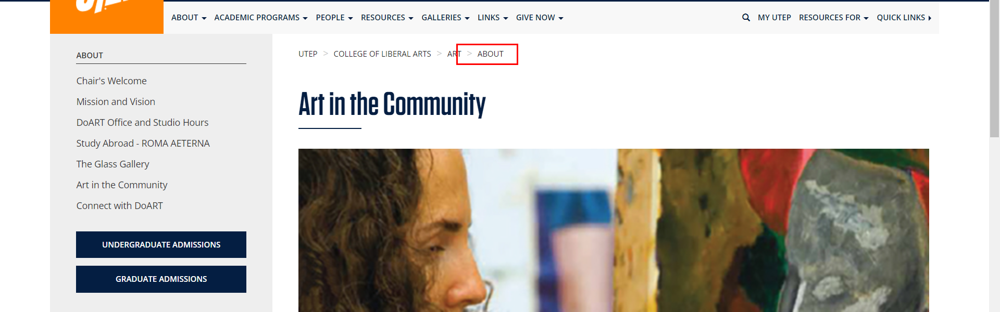 ABOUT ACADEMIC PROGRAMS PEOPLE RESOURCES GALLERIES LINKS GIVE NOW MY UTEP RESOURCES FOR QUICK LINKS
ABOUT
Chair's Welcome
Mission and Vision
DoART Office and Studio Hours
Study Abroad - ROMA AETERNA
The Glass Gallery
Art in the Community
Connect with DoART
UNDERGRADUATE ADMISSIONS
GRADUATE ADMISSIONS
UTEP > COLLEGE OF LIBERAL ARTS > ART > ABOUT
Art in the Community